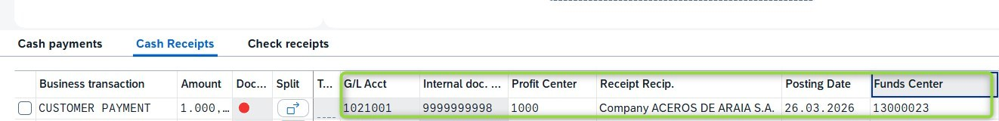 Cash payments Cash Receipts Check receipts
Business transaction Amount Doc... Split T... G/L Acct Internal doc. ... Profit Center Receipt Recip. Posting Date Funds Center
CUSTOMER PAYMENT 1.000,... 1021001 9999999998 1000 Company ACEROS DE ARAIA S.A. 26.03.2026 13000023